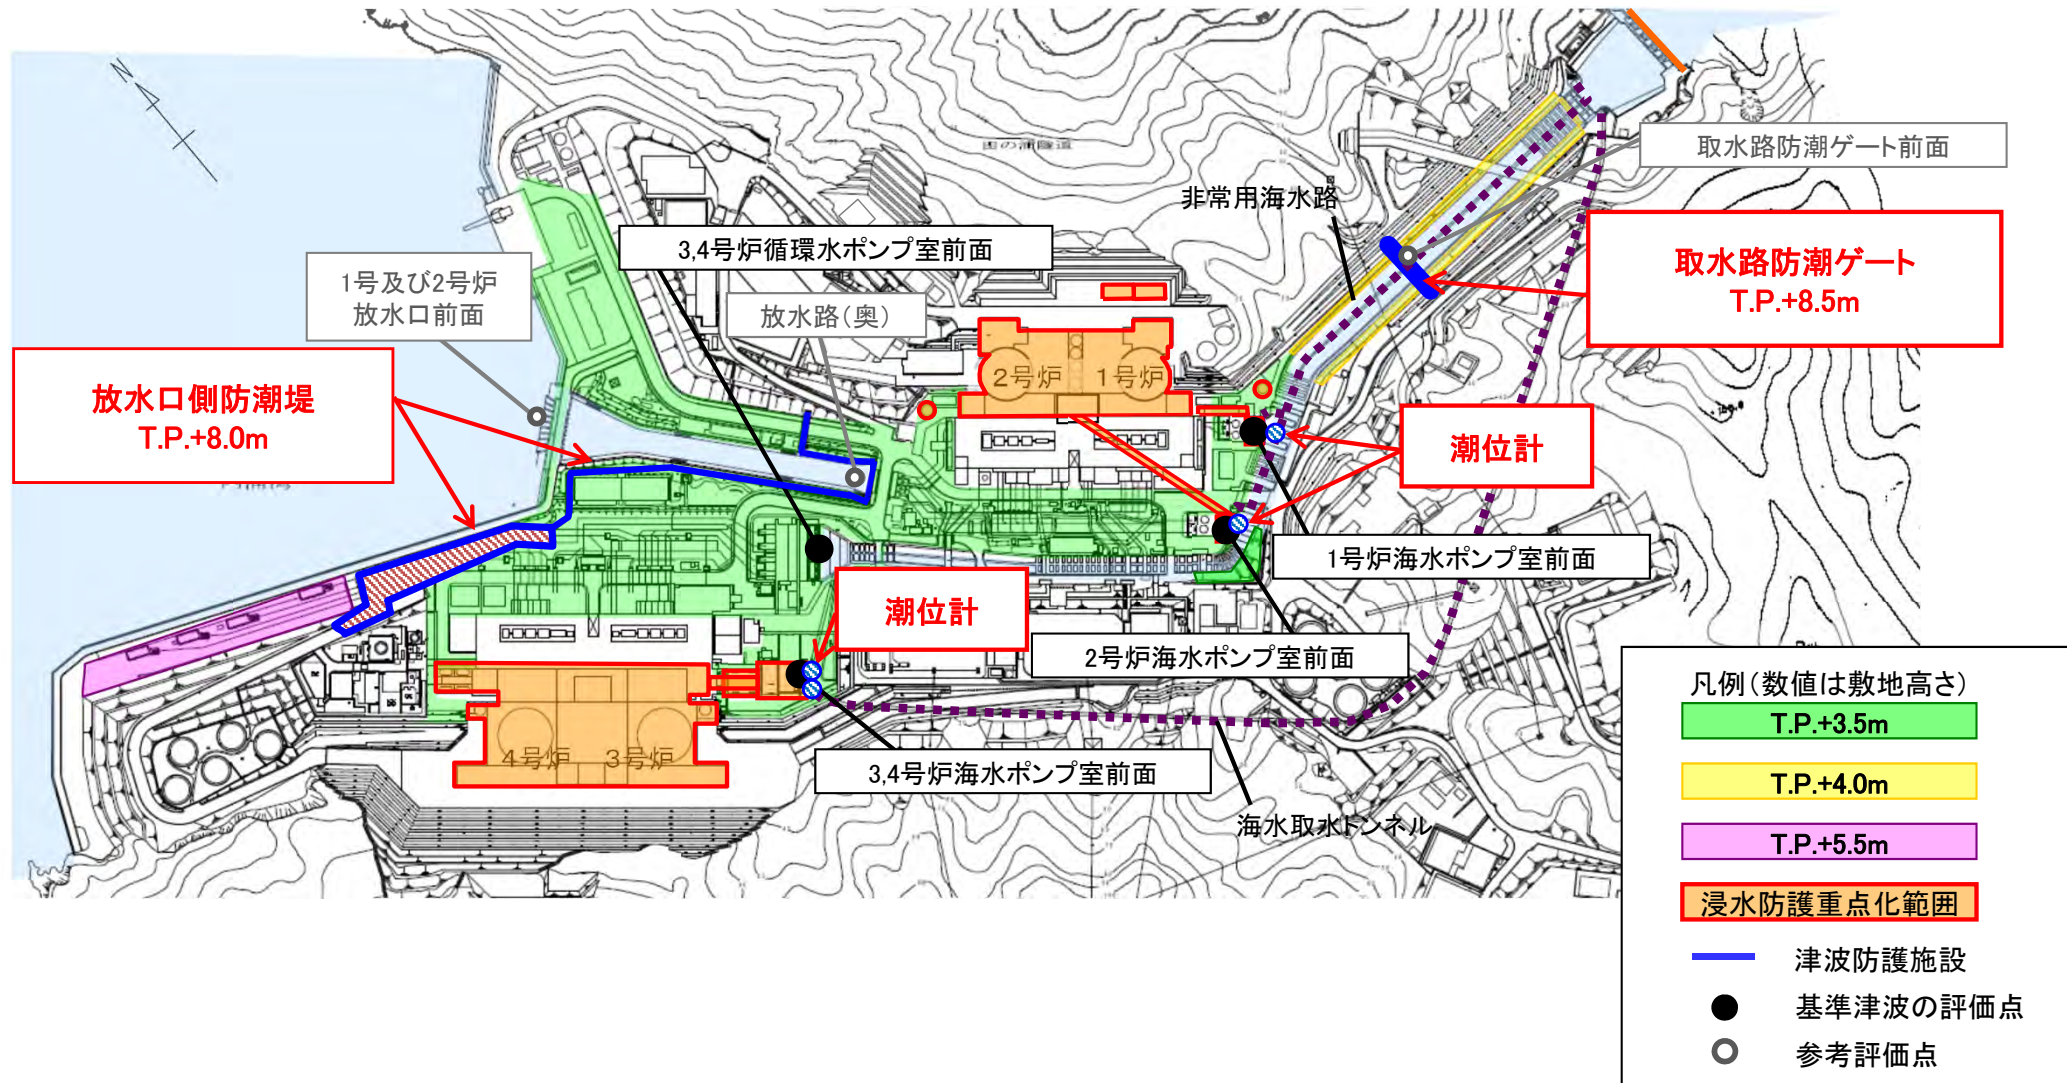 N
田の浦隧道
取水路防潮ゲート前面
非常用海水路
3,4号炉循環水ポンプ室前面
取水路防潮ゲート
T.P.+8.5m
1号及び2号炉
放水口前面
放水路(奥)
放水口側防潮堤
T.P.+8.0m
2号炉
1号炉
潮位計
1号炉海水ポンプ室前面
潮位計
2号炉海水ポンプ室前面
4号炉
3号炉
3,4号炉海水ポンプ室前面
海水取水トンネル
凡例(数値は敷地高さ)
T.P.+3.5m
T.P.+4.0m
T.P.+5.5m
浸水防護重点化範囲
津波防護施設
基準津波の評価点
参考評価点